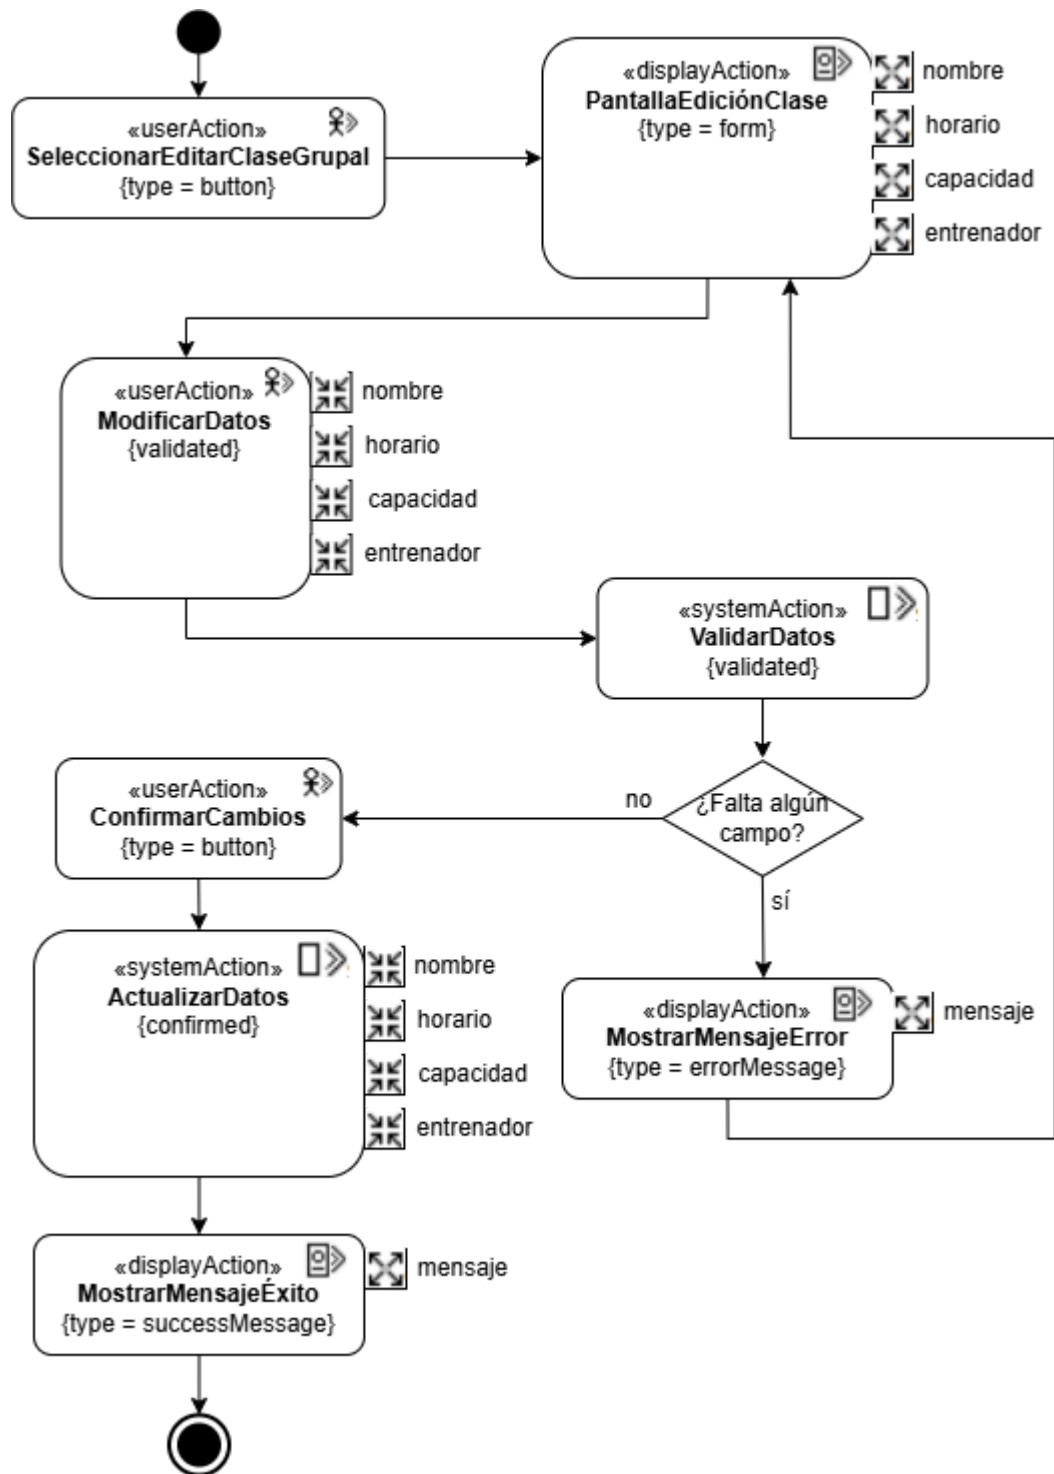 «userAction»
SeleccionarEditarClaseGrupal
{type = button}
«displayAction»
PantallaEdiciónClase
{type = form}
nombre
horario
capacidad
entrenador
«userAction»
ModificarDatos
{validated}
nombre
horario
capacidad
entrenador
«systemAction»
ValidarDatos
{validated}
¿Falta algún
campo?
no
sí
«userAction»
ConfirmarCambios
{type = button}
«systemAction»
ActualizarDatos
{confirmed}
nombre
horario
capacidad
entrenador
«displayAction»
MostrarMensajeError
{type = errorMessage}
mensaje
«displayAction»
MostrarMensajeÉxito
{type = successMessage}
mensaje